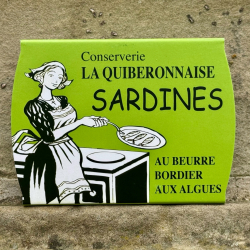 Conserverie
LA QUIBERONNAISE
SARDINES
AU BEURRE
BORDIER
AUX ALGUES